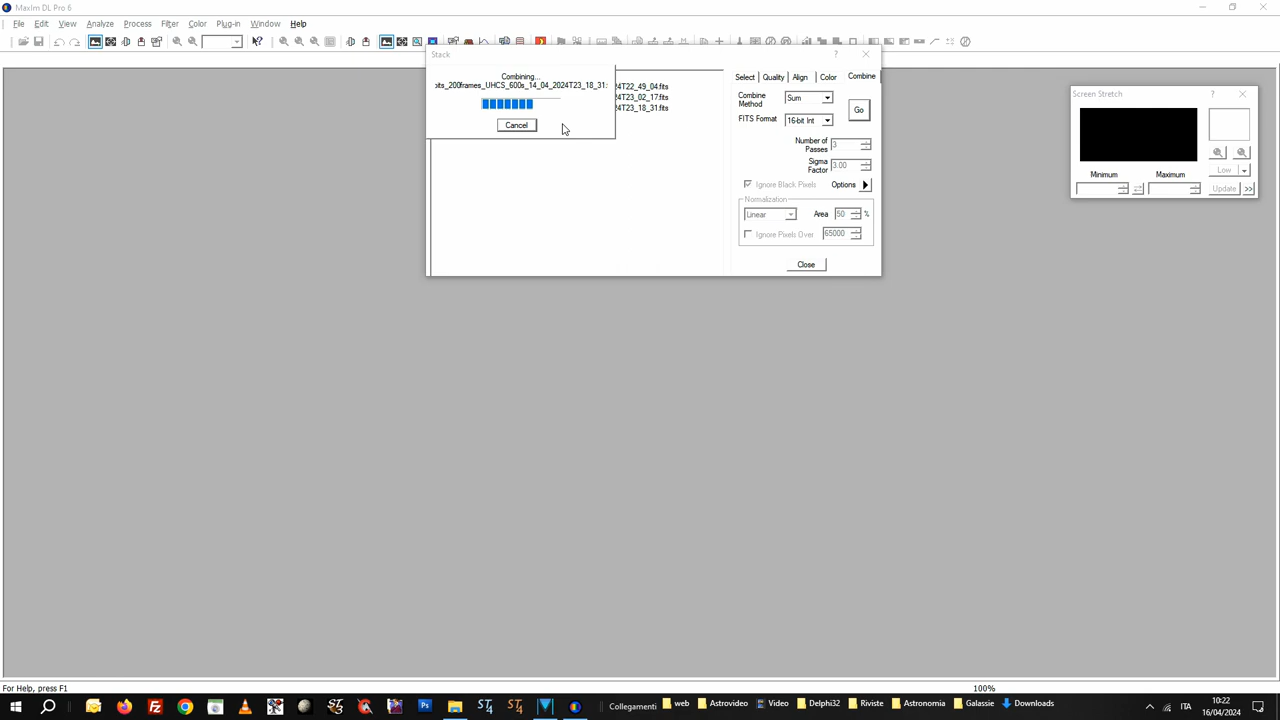 MaxIm DL Pro 6
File Edit View Analyze Process Filter Color Plug-in Window Help
Stack
Combining...
its_200frames_UHCS_600s_14_04_2024T23_18_31.
Cancel
24T22_49_04.fits
24T23_02_17.fits
24T23_18_31.fits
Select Quality Align Color Combine
Combine Method Sum
Go
FITS Format 16-bit Int
Number of Passes 3
Sigma Factor 3.00
Ignore Black Pixels Options
Normalization
Linear Area 50 %
Ignore Pixels Over 65000
Close
Screen Stretch
Minimum Maximum
Low
Update >>
For Help, press F1
100%
Collegamenti web Astrovideo Video Delphi32 Riviste Astronomia Galassie Downloads
ITA
10:22
16/04/2024